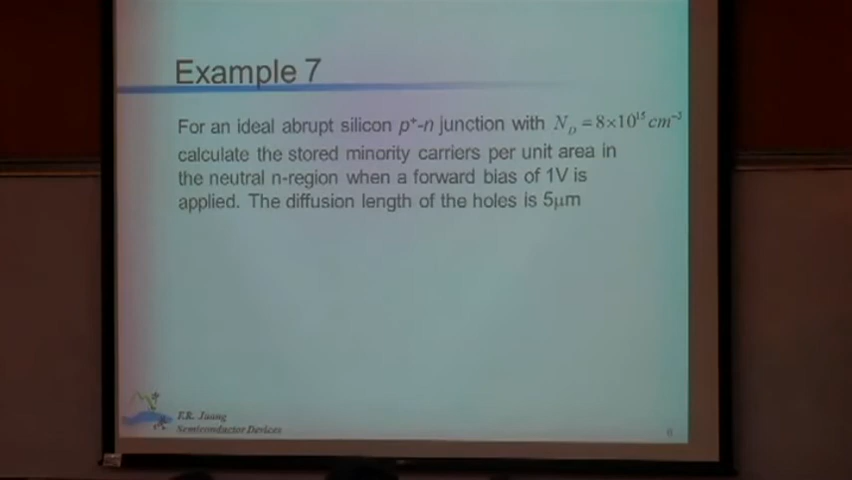 Example 7
For an ideal abrupt silicon p⁺-n junction with N_D = 8×10¹⁵ cm⁻³
calculate the stored minority carriers per unit area in
the neutral n-region when a forward bias of 1V is
applied. The diffusion length of the holes is 5μm
F.R. Juang
Semiconductor Devices